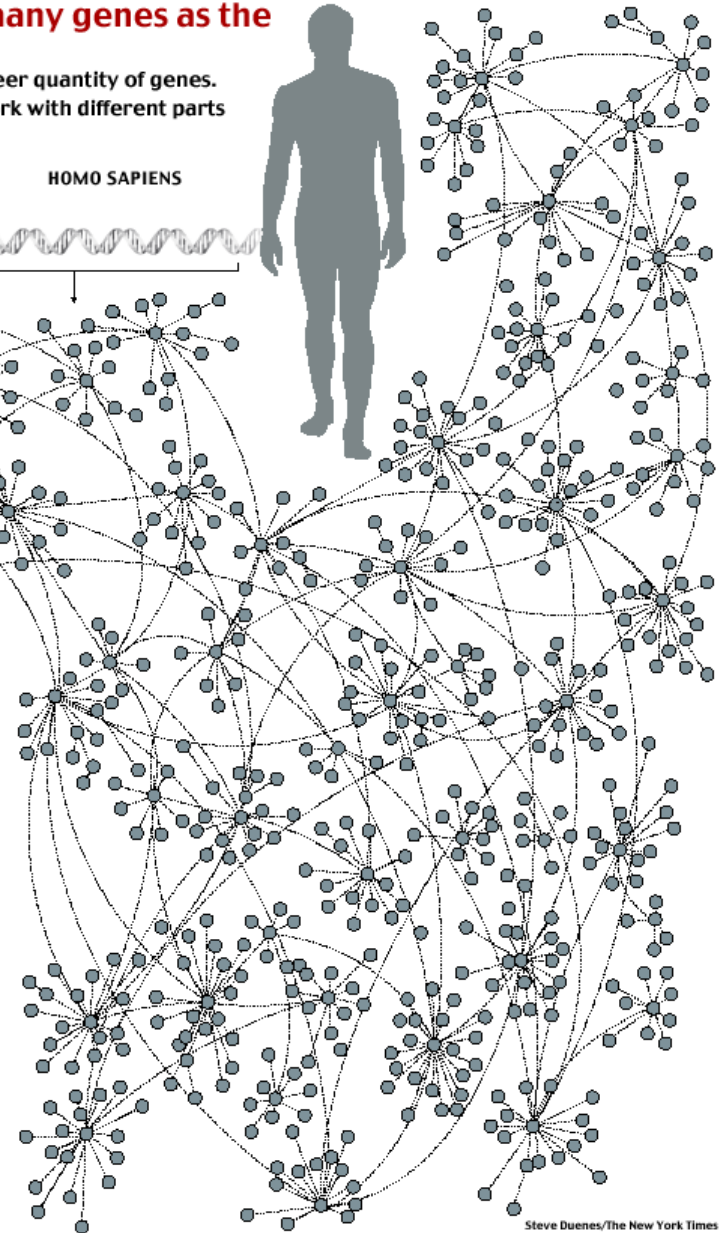 many genes as the
eer quantity of genes.
rk with different parts
HOMO SAPIENS
Steve Duenes/The New York Times